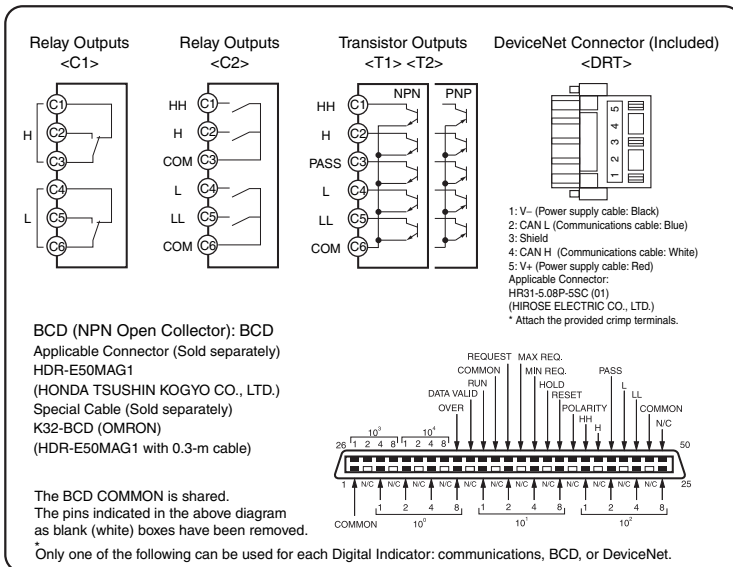 Relay Outputs
<C1>
C1
C2
C3
C4
C5
C6
H
L
Relay Outputs
<C2>
HH
H
COM
L
LL
COM
C1
C2
C3
C4
C5
C6
Transistor Outputs
<T1> <T2>
NPN
PNP
HH
H
PASS
L
LL
COM
C1
C2
C3
C4
C5
C6
DeviceNet Connector (Included)
<DRT>
1 2 3 4 5
1: V– (Power supply cable: Black)
2: CAN L (Communications cable: Blue)
3: Shield
4: CAN H (Communications cable: White)
5: V+ (Power supply cable: Red)
Applicable Connector:
HR31-5.08P-5SC (01)
(HIROSE ELECTRIC CO., LTD.)
* Attach the provided crimp terminals.
BCD (NPN Open Collector): BCD
Applicable Connector (Sold separately)
HDR-E50MAG1
(HONDA TSUSHIN KOGYO CO., LTD.)
Special Cable (Sold separately)
K32-BCD (OMRON)
(HDR-E50MAG1 with 0.3-m cable)
The BCD COMMON is shared.
The pins indicated in the above diagram
as blank (white) boxes have been removed.
REQUEST MAX REQ. PASS
COMMON MIN REQ. L
RUN HOLD LL
DATA VALID RESET COMMON
OVER POLARITY N/C
HH
H
10³ 10⁴
26 1 2 4 8 1 2 4 8 50
1 N/C N/C N/C N/C N/C N/C N/C N/C N/C N/C N/C N/C 25
COMMON 1 2 4 8 1 2 4 8 1 2 4 8
10⁰ 10¹ 10²
*Only one of the following can be used for each Digital Indicator: communications, BCD, or DeviceNet.